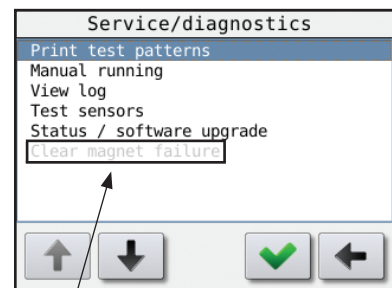 Service/diagnostics
Print test patterns
Manual running
View log
Test sensors
Status / software upgrade
Clear magnet failure